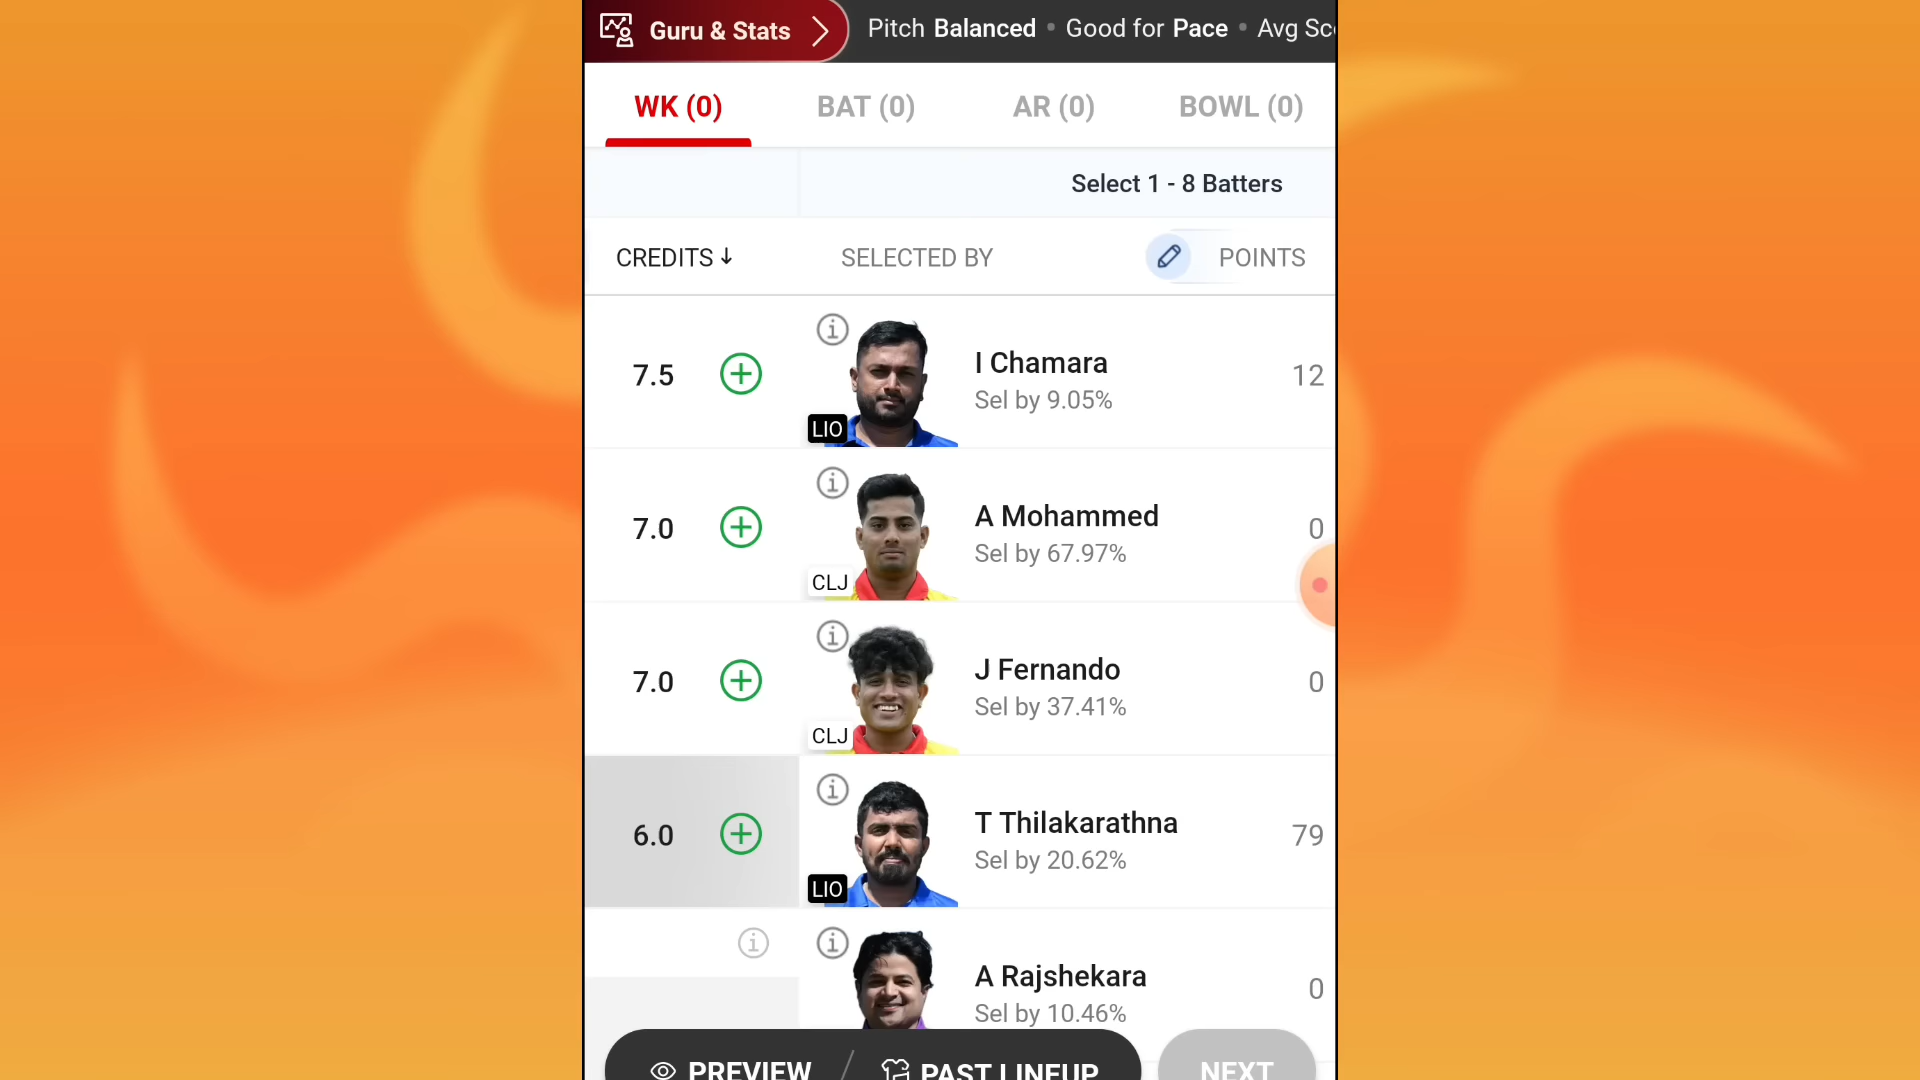 Guru & Stats
Pitch Balanced • Good for Pace • Avg Sc
WK (0) BAT (0) AR (0) BOWL (0)
Select 1 - 8 Batters
CREDITS ↓ SELECTED BY POINTS
7.5 LIO I Chamara 12
Sel by 9.05%
7.0 CLJ A Mohammed 0
Sel by 67.97%
7.0 CLJ J Fernando 0
Sel by 37.41%
6.0 LIO T Thilakarathna 79
Sel by 20.62%
A Rajshekara 0
Sel by 10.46%
PREVIEW / PAST LINEUP NEXT